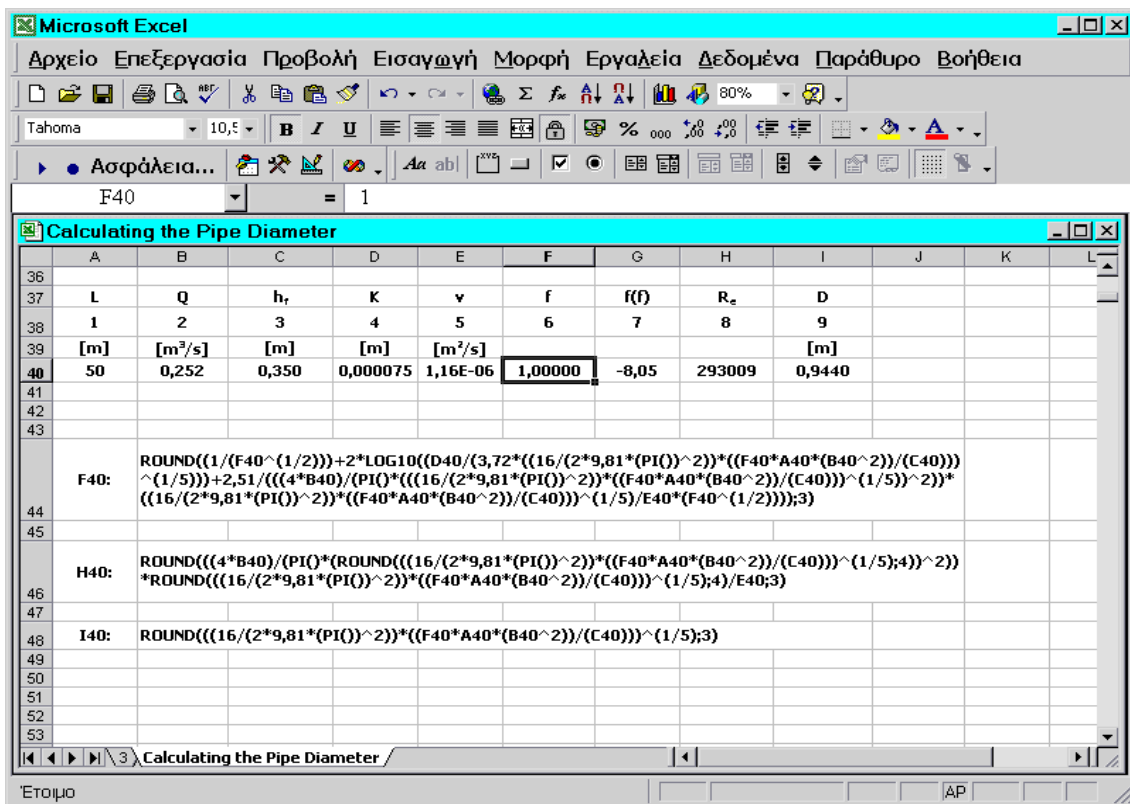 Microsoft Excel
Αρχείο Επεξεργασία Προβολή Εισαγωγή Μορφή Εργαλεία Δεδομένα Παράθυρο Βοήθεια
ABC Σ fx 80%
Tahoma 10,5 B I U % 000 ,00 A
Ασφάλεια... Aα ab| XYZ
F40 = 1
Calculating the Pipe Diameter
A B C D E F G H I J K L
36
37 L Q hf K v f f(f) Re D
38 1 2 3 4 5 6 7 8 9
39 [m] [m³/s] [m] [m] [m²/s] [m]
40 50 0,252 0,350 0,000075 1,16E-06 1,00000 -8,05 293009 0,9440
41
42
43
ROUND((1/(F40^(1/2)))+2*LOG10((D40/(3,72*((16/(2*9,81*(PI())^2))*((F40*A40*(B40^2))/(C40)))
F40: ^(1/5)))+2,51/(((4*B40)/(PI()*(((16/(2*9,81*(PI())^2))*((F40*A40*(B40^2))/(C40)))^(1/5))^2))*
((16/(2*9,81*(PI())^2))*((F40*A40*(B40^2))/(C40)))^(1/5)/E40*(F40^(1/2))));3)
44
45
ROUND(((4*B40)/(PI()*(ROUND(((16/(2*9,81*(PI())^2))*((F40*A40*(B40^2))/(C40)))^(1/5);4))^2))
H40: *ROUND(((16/(2*9,81*(PI())^2))*((F40*A40*(B40^2))/(C40)))^(1/5);4)/E40;3)
46
47
48 I40: ROUND(((16/(2*9,81*(PI())^2))*((F40*A40*(B40^2))/(C40)))^(1/5);3)
49
50
51
52
53
3 Calculating the Pipe Diameter
Έτοιμο AP